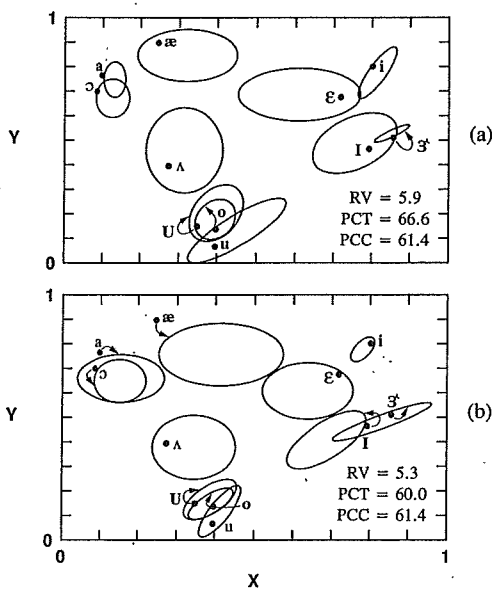 1
æ
a
i
ɔ
ɛ
Y
(a)
ʌ
I
ɝ
o
U
u
RV = 5.9
PCT = 66.6
PCC = 61.4
0
1
æ
a
i
ɔ
ɛ
ɝ
Y
(b)
ʌ
I
U
o
u
RV = 5.3
PCT = 60.0
PCC = 61.4
0
0
1
X